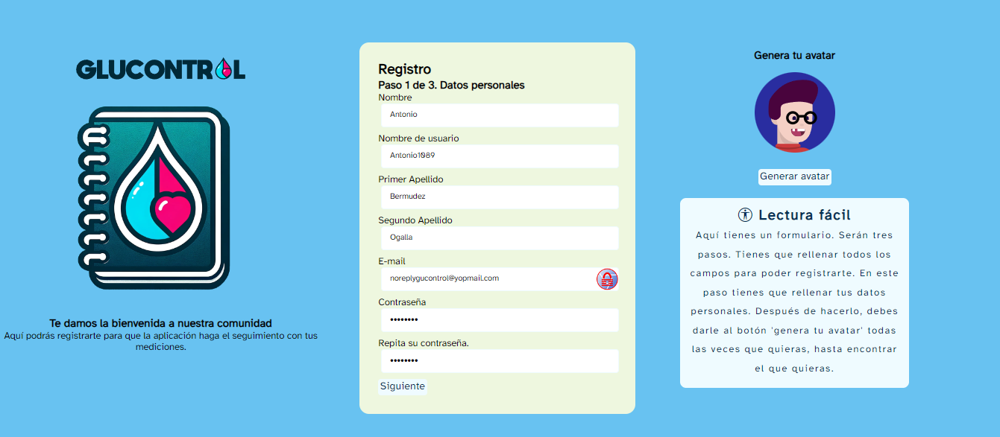 GLUCONTROL
Te damos la bienvenida a nuestra comunidad
Aquí podrás registrarte para que la aplicación haga el seguimiento con tus
mediciones.
Registro
Paso 1 de 3. Datos personales
Nombre
Antonio
Nombre de usuario
Antonio1089
Primer Apellido
Bermudez
Segundo Apellido
Ogalla
E-mail
noreplygucontrol@yopmail.com
Contraseña
••••••••
Repita su contraseña.
••••••••
Siguiente
Genera tu avatar
Generar avatar
Lectura fácil
Aquí tienes un formulario. Serán tres
pasos. Tienes que rellenar todos los
campos para poder registrarte. En este
paso tienes que rellenar tus datos
personales. Después de hacerlo, debes
darle al botón 'genera tu avatar' todas
las veces que quieras, hasta encontrar
el que quieras.